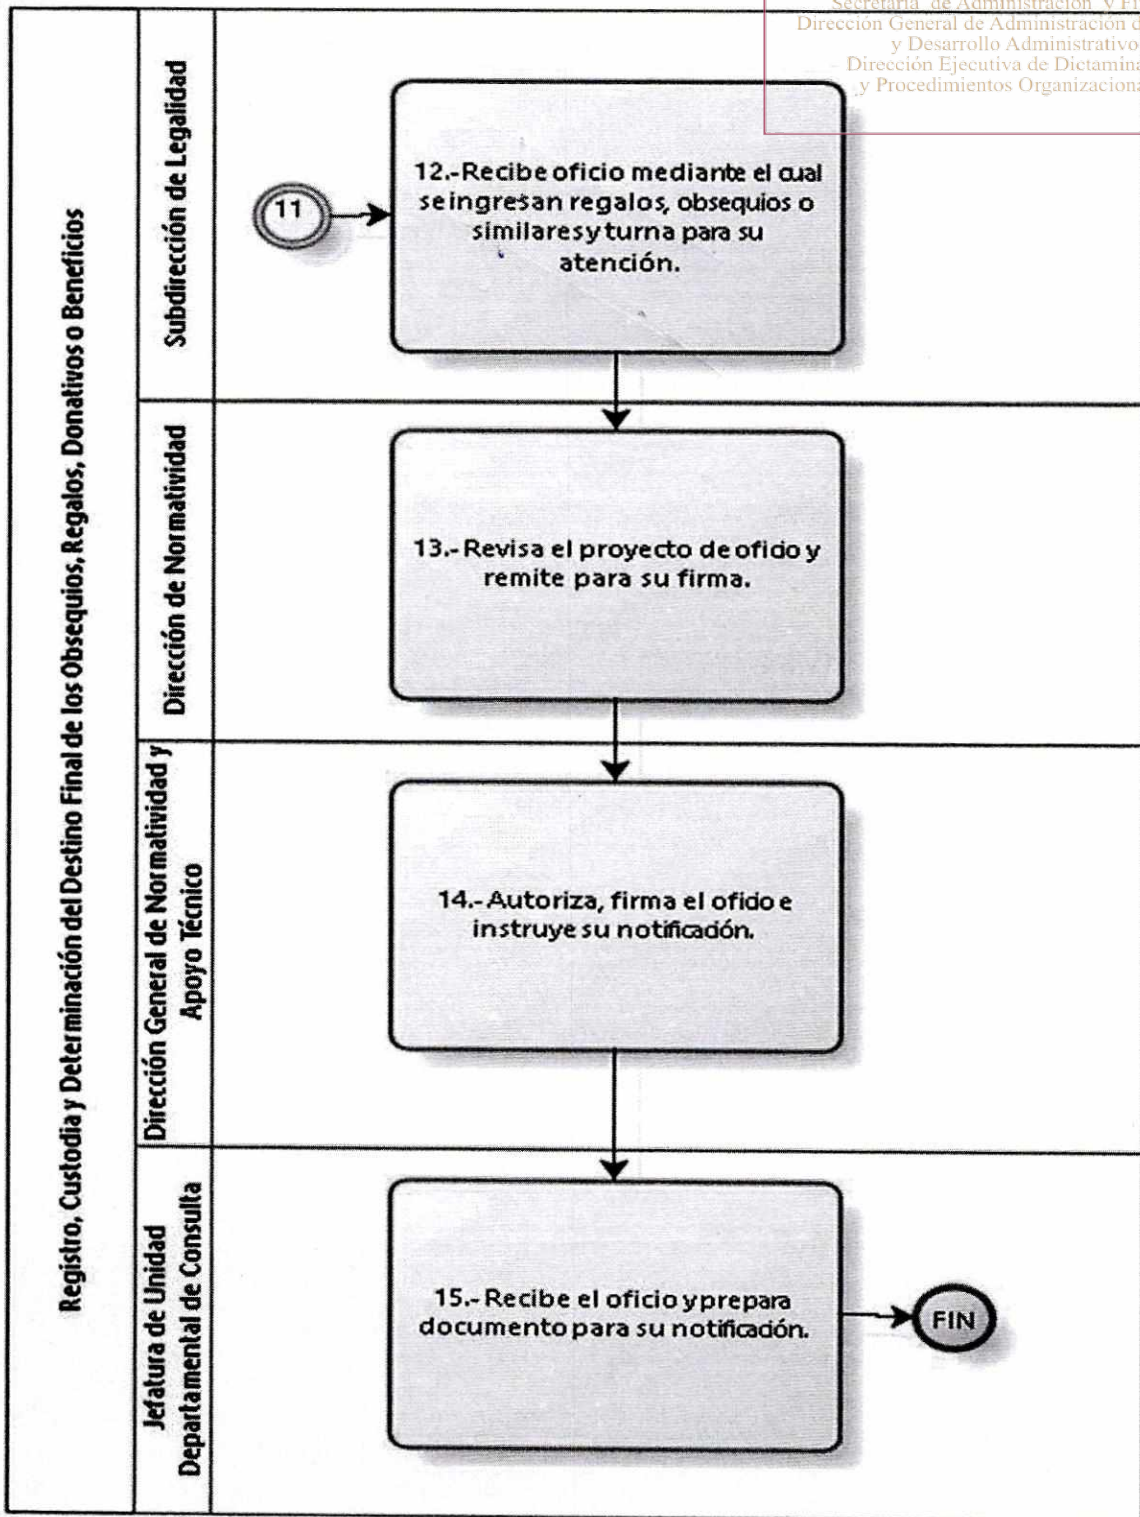 Secretaría de Administración y
Dirección General de Administración
y Desarrollo Administrativo
Dirección Ejecutiva de
y Procedimientos
Registro, Custodia y Determinación del Destino Final de los Obsequios, Regalos, Donativos o Beneficios
Subdirección de Legalidad
11
12.-Recibe oficio mediante el cual
se ingresan regalos, obsequios o
similares y turna para su
atención.
Dirección de Normatividad
13.- Revisa el proyecto de oficio y
remite para su firma.
Dirección General de Normatividad y
Apoyo Técnico
14.- Autoriza, firma el oficio e
instruye su notificación.
Jefatura de Unidad
Departamental de Consulta
15.- Recibe el oficio y prepara
documento para su notificación.
FIN